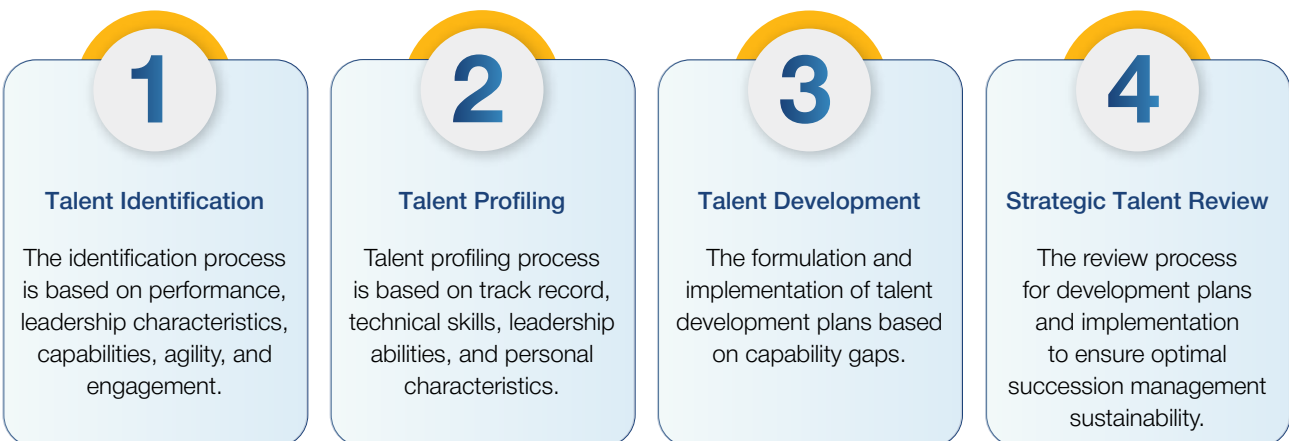 1
Talent Identification
The identification process
is based on performance,
leadership characteristics,
capabilities, agility, and
engagement.
2
Talent Profiling
Talent profiling process
is based on track record,
technical skills, leadership
abilities, and personal
characteristics.
3
Talent Development
The formulation and
implementation of talent
development plans based
on capability gaps.
4
Strategic Talent Review
The review process
for development plans
and implementation
to ensure optimal
succession management
sustainability.